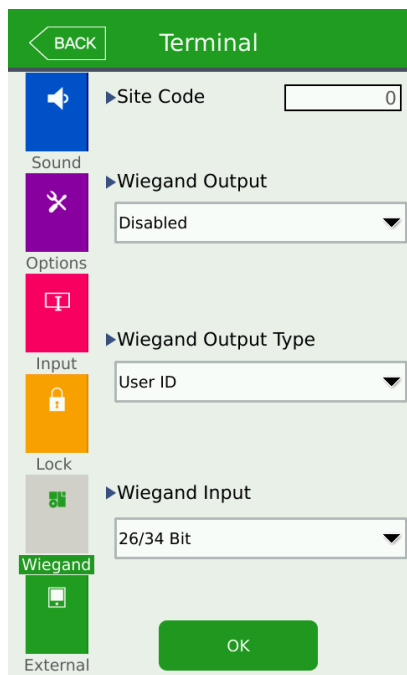 BACK
Terminal
Sound
Options
Input
Lock
Wiegand
External
▶Site Code
0
▶Wiegand Output
Disabled
▶Wiegand Output Type
User ID
▶Wiegand Input
26/34 Bit
OK